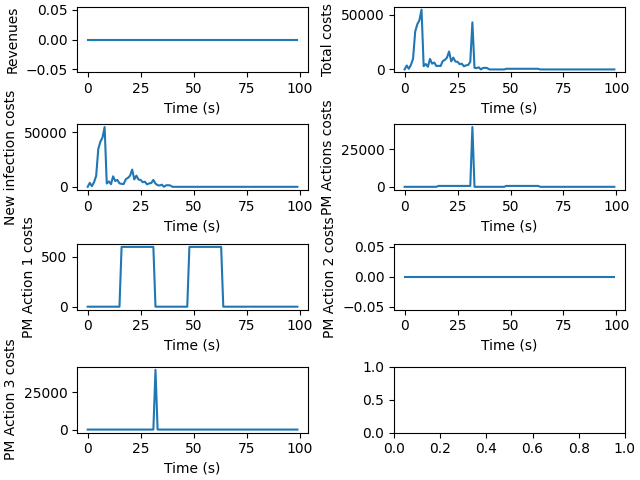 Revenues
0.05
0.00
−0.05
0 25 50 75 100
Time (s)
Total costs
50000
0
0 25 50 75 100
Time (s)
New infection costs
50000
0
0 25 50 75 100
Time (s)
PM Actions costs
25000
0
0 25 50 75 100
Time (s)
PM Action 1 costs
500
0
0 25 50 75 100
Time (s)
PM Action 2 costs
0.05
0.00
−0.05
0 25 50 75 100
Time (s)
PM Action 3 costs
25000
0
0 25 50 75 100
Time (s)
1.0
0.5
0.0
0.0 0.2 0.4 0.6 0.8 1.0